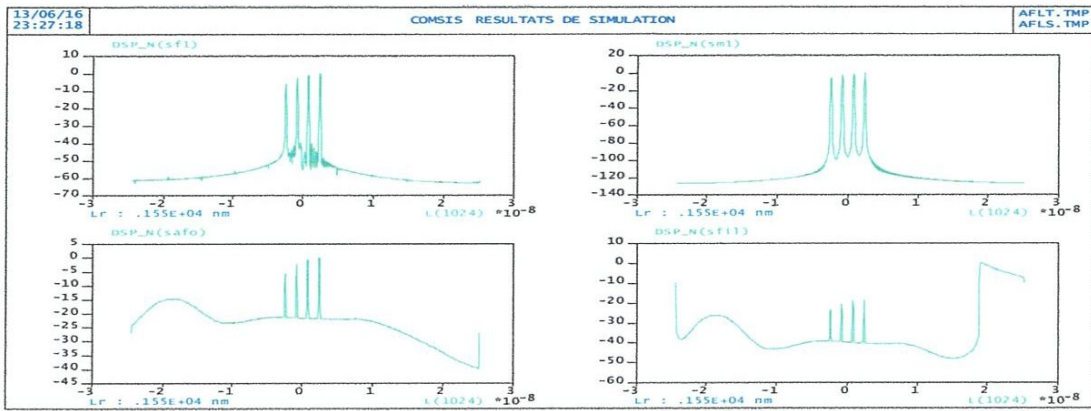 13/06/16
23:27:18
COMSIS RESULTATS DE SIMULATION
AFLT.TMP
AFLS.TMP
DSP_N(sf1)
10
0
-10
-20
-30
-40
-50
-60
-70
-3 -2 -1 0 1 2 3
*10-8
Lr : .155E+04 nm
L(1024)
DSP_N(sm1)
20
0
-20
-40
-60
-80
-100
-120
-140
-3 -2 -1 0 1 2 3
*10-8
Lr : .155E+04 nm
L(1024)
DSP_N(safo)
5
0
-5
-10
-15
-20
-25
-30
-35
-40
-45
-3 -2 -1 0 1 2 3
*10-8
Lr : .155E+04 nm
L(1024)
DSP_N(sfil)
10
0
-10
-20
-30
-40
-50
-60
-3 -2 -1 0 1 2 3
*10-8
Lr : .155E+04 nm
L(1024)